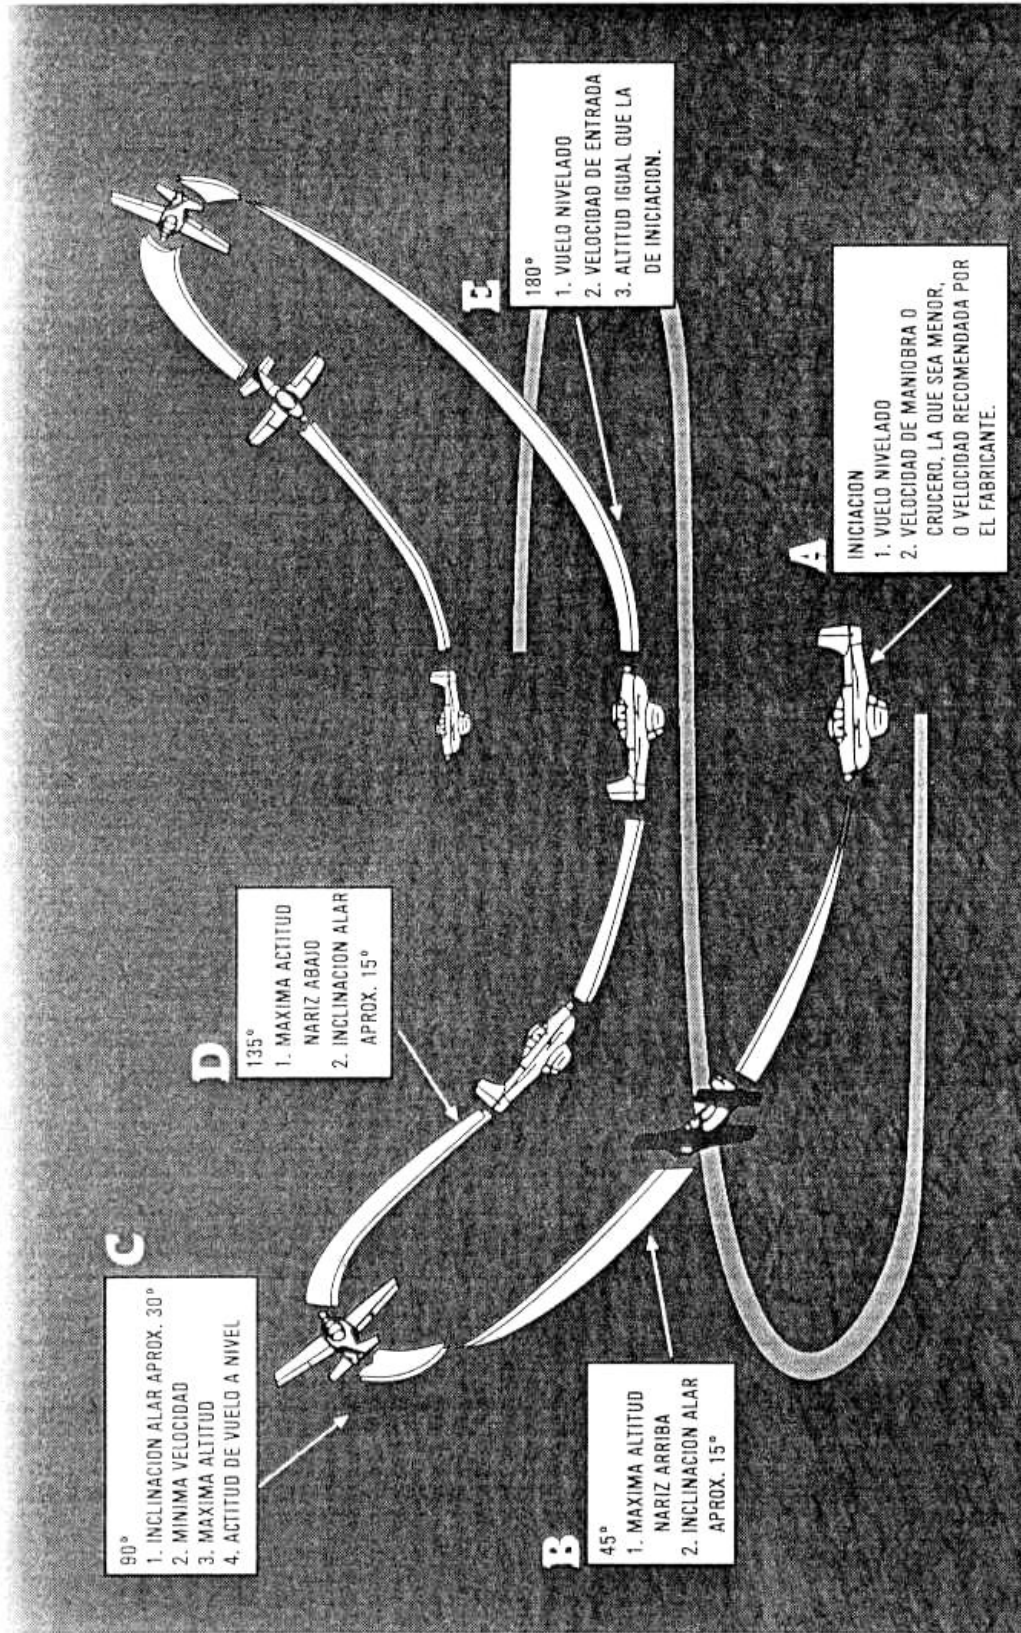 A
INICIACION
1. VUELO NIVELADO
2. VELOCIDAD DE MANIOBRA O
CRUCERO, LA QUE SEA MENOR,
O VELOCIDAD RECOMENDADA POR
EL FABRICANTE.
B
45°
1. MAXIMA ALTITUD
NARIZ ARRIBA
2. INCLINACION ALAR
APROX. 15°
C
90°
1. INCLINACION ALAR APROX. 30°
2. MINIMA VELOCIDAD
3. MAXIMA ALTITUD
4. ACTITUD DE VUELO A NIVEL
D
135°
1. MAXIMA ACTITUD
NARIZ ABAJO
2. INCLINACION ALAR
APROX. 15°
E
180°
1. VUELO NIVELADO
2. VELOCIDAD DE ENTRADA
3. ALTITUD IGUAL QUE LA
DE INICIACION.